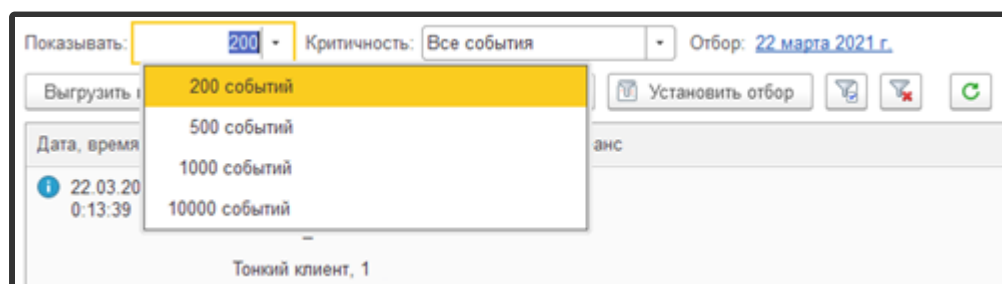 Показывать: 200 Критичность: Все события Отбор: 22 марта 2021 г.
Выгрузить Установить отбор
200 событий
500 событий
1000 событий
10000 событий
Дата, время
22.03.20
0:13:39
Тонкий клиент, 1